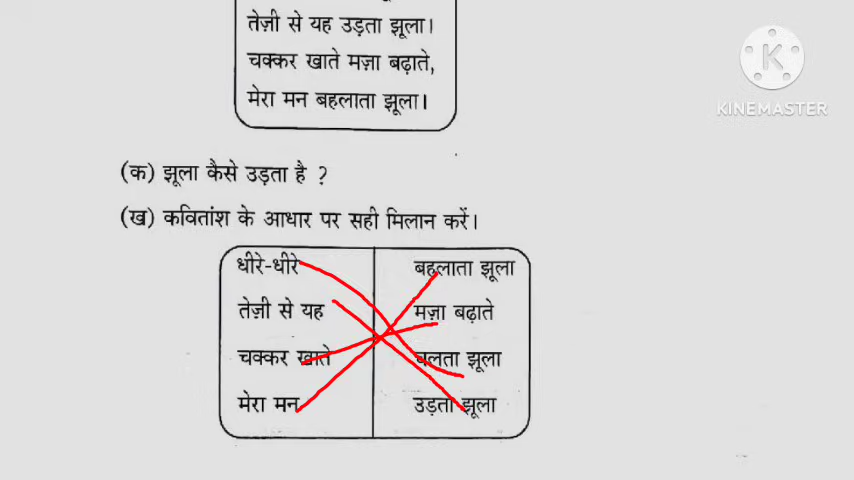 तेज़ी से यह उड़ता झूला।
चक्कर खाते मज़ा बढ़ाते,
मेरा मन बहलाता झूला।
KINEMASTER
(क) झूला कैसे उड़ता है ?
(ख) कवितांश के आधार पर सही मिलान करें।
धीरे-धीरे बहलाता झूला
तेज़ी से यह मज़ा बढ़ाते
चक्कर खाते चलता झूला
मेरा मन उड़ता झूला